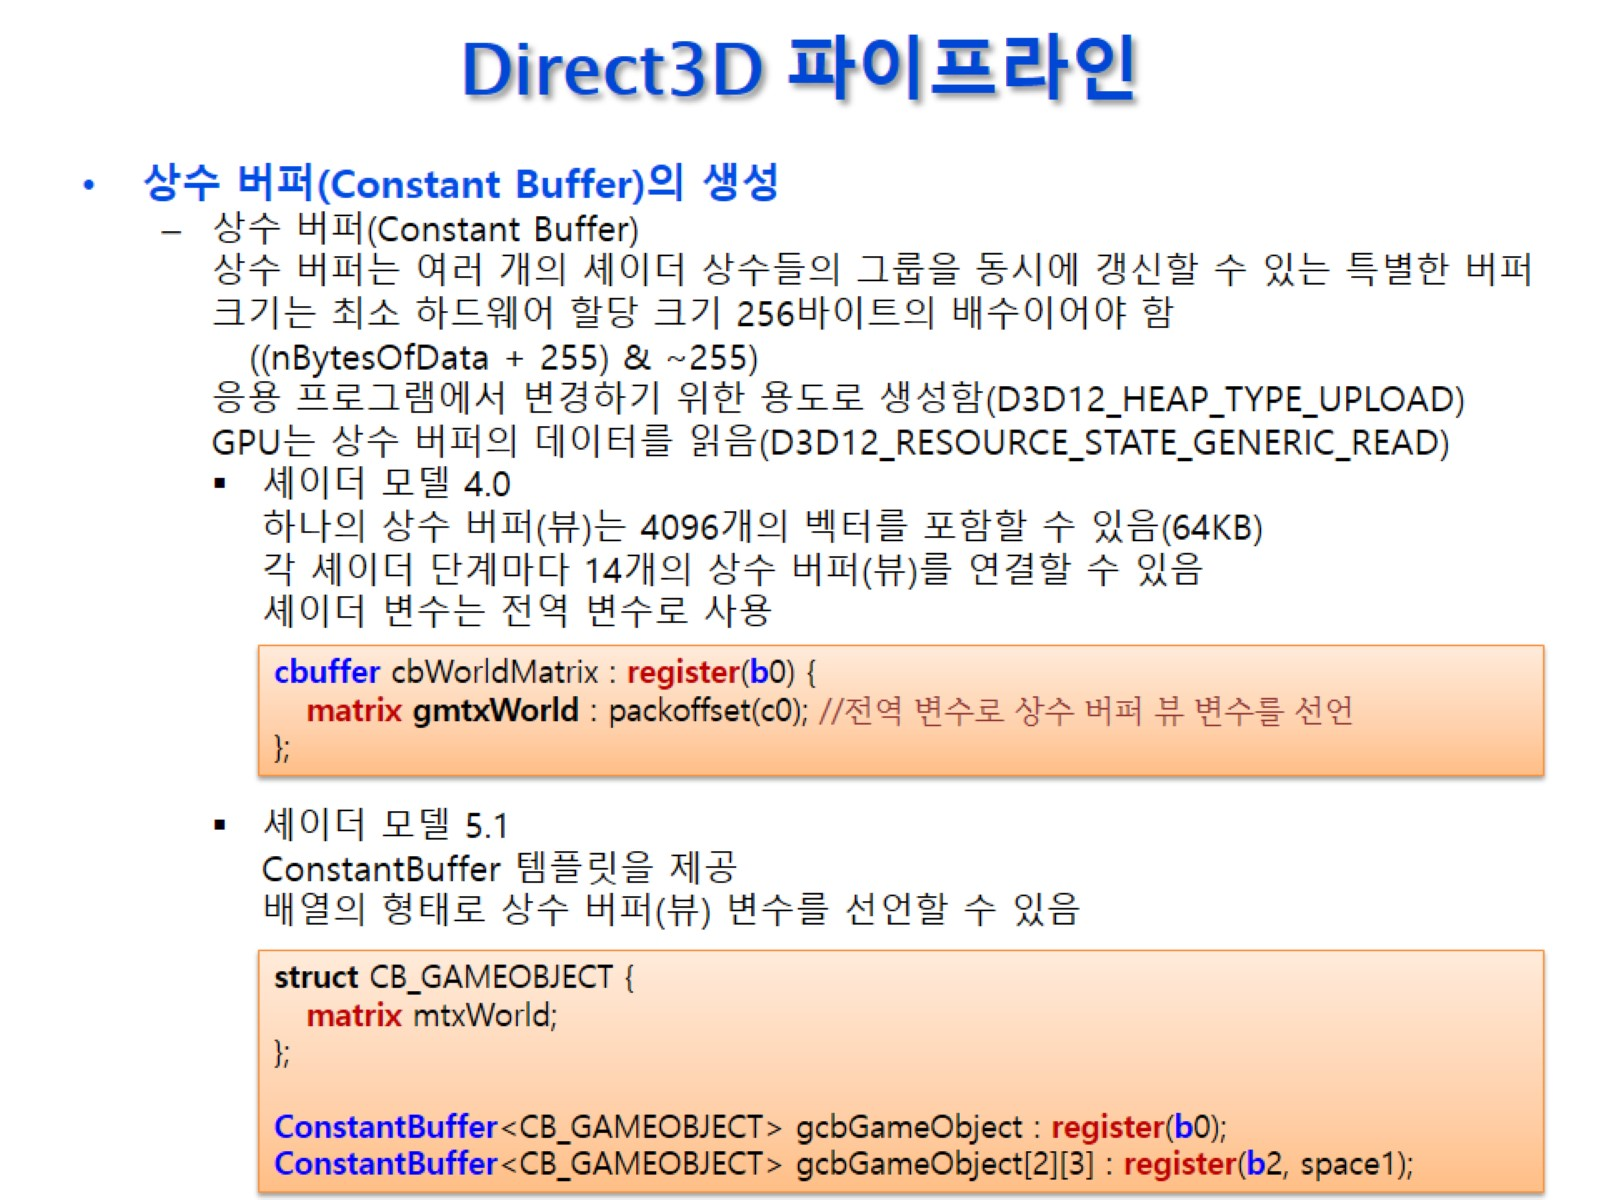 Direct3D 파이프라인
• 상수 버퍼(Constant Buffer)의 생성
– 상수 버퍼(Constant Buffer)
상수 버퍼는 여러 개의 셰이더 상수들의 그룹을 동시에 갱신할 수 있는 특별한 버퍼
크기는 최소 하드웨어 할당 크기 256바이트의 배수이어야 함
((nBytesOfData + 255) & ~255)
응용 프로그램에서 변경하기 위한 용도로 생성함(D3D12_HEAP_TYPE_UPLOAD)
GPU는 상수 버퍼의 데이터를 읽음(D3D12_RESOURCE_STATE_GENERIC_READ)
▪ 셰이더 모델 4.0
하나의 상수 버퍼(뷰)는 4096개의 벡터를 포함할 수 있음(64KB)
각 셰이더 단계마다 14개의 상수 버퍼(뷰)를 연결할 수 있음
셰이더 변수는 전역 변수로 사용
cbuffer cbWorldMatrix : register(b0) {
matrix gmtxWorld : packoffset(c0); //전역 변수로 상수 버퍼 뷰 변수를 선언
};
▪ 셰이더 모델 5.1
ConstantBuffer 템플릿을 제공
배열의 형태로 상수 버퍼(뷰) 변수를 선언할 수 있음
struct CB_GAMEOBJECT {
matrix mtxWorld;
};
ConstantBuffer<CB_GAMEOBJECT> gcbGameObject : register(b0);
ConstantBuffer<CB_GAMEOBJECT> gcbGameObject[2][3] : register(b2, space1);